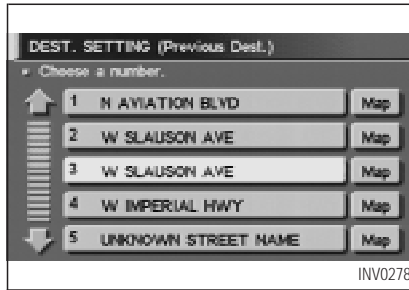 DEST. SETTING (Previous Dest.)
Choose a number.
1 N AVIATION BLVD Map
2 W SLAUSON AVE Map
3 W SLAUSON AVE Map
4 W IMPERIAL HWY Map
5 UNKNOWN STREET NAME Map
INV0278